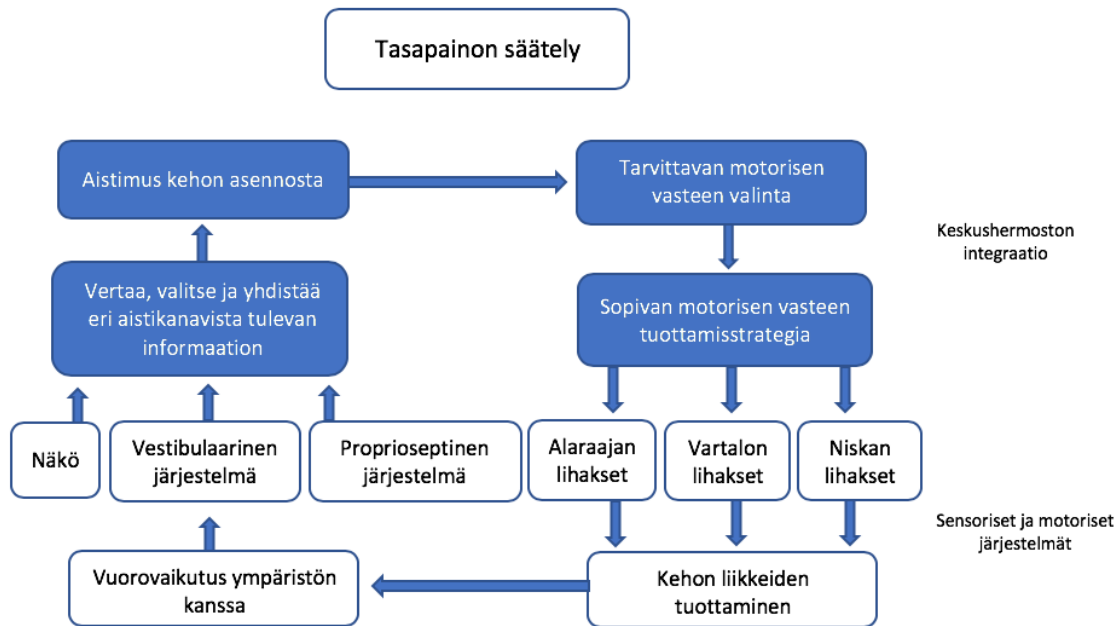 Tasapainon säätely
Aistimus kehon asennosta
Tarvittavan motorisen
vasteen valinta
Keskushermoston
integraatio
Vertaa, valitse ja yhdistää
eri aistikanavista tulevan
informaation
Sopivan motorisen vasteen
tuottamisstrategia
Näkö
Vestibulaarinen
järjestelmä
Proprioseptinen
järjestelmä
Alaraajan
lihakset
Vartalon
lihakset
Niskan
lihakset
Sensoriset ja motoriset
järjestelmät
Vuorovaikutus ympäristön
kanssa
Kehon liikkeiden
tuottaminen